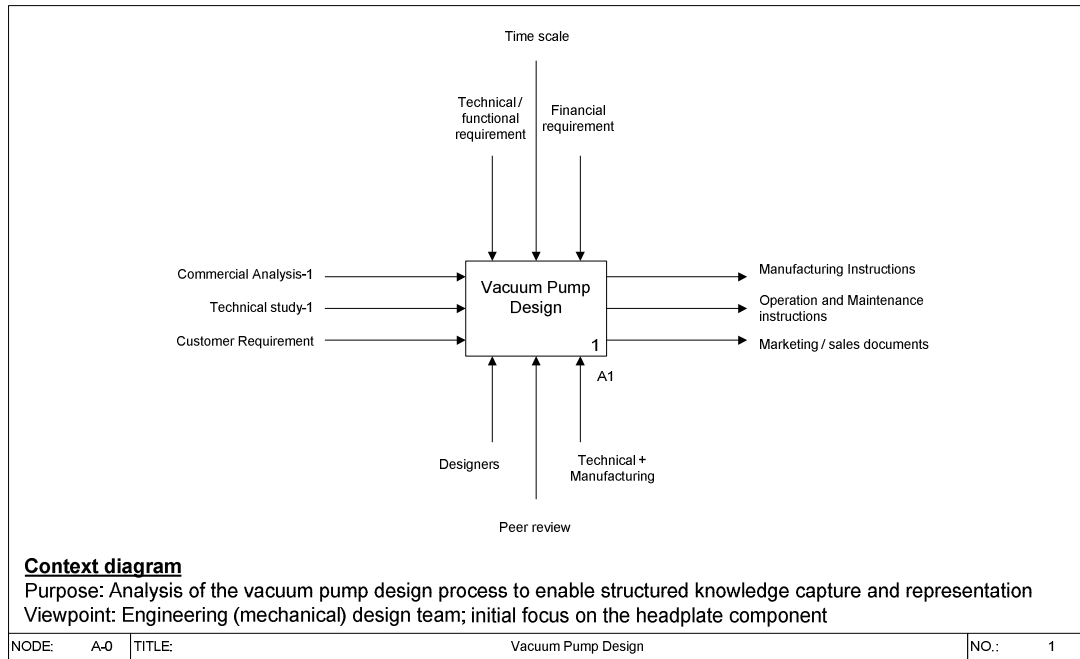 Time scale
Technical /
functional
requirement
Financial
requirement
Commercial Analysis-1
Technical study-1
Customer Requirement
Vacuum Pump
Design
1
A1
Manufacturing Instructions
Operation and Maintenance
instructions
Marketing / sales documents
Designers
Technical +
Manufacturing
Peer review
Context diagram
Purpose: Analysis of the vacuum pump design process to enable structured knowledge capture and representation
Viewpoint: Engineering (mechanical) design team; initial focus on the headplate component
NODE: A-0 TITLE: Vacuum Pump Design NO.: 1